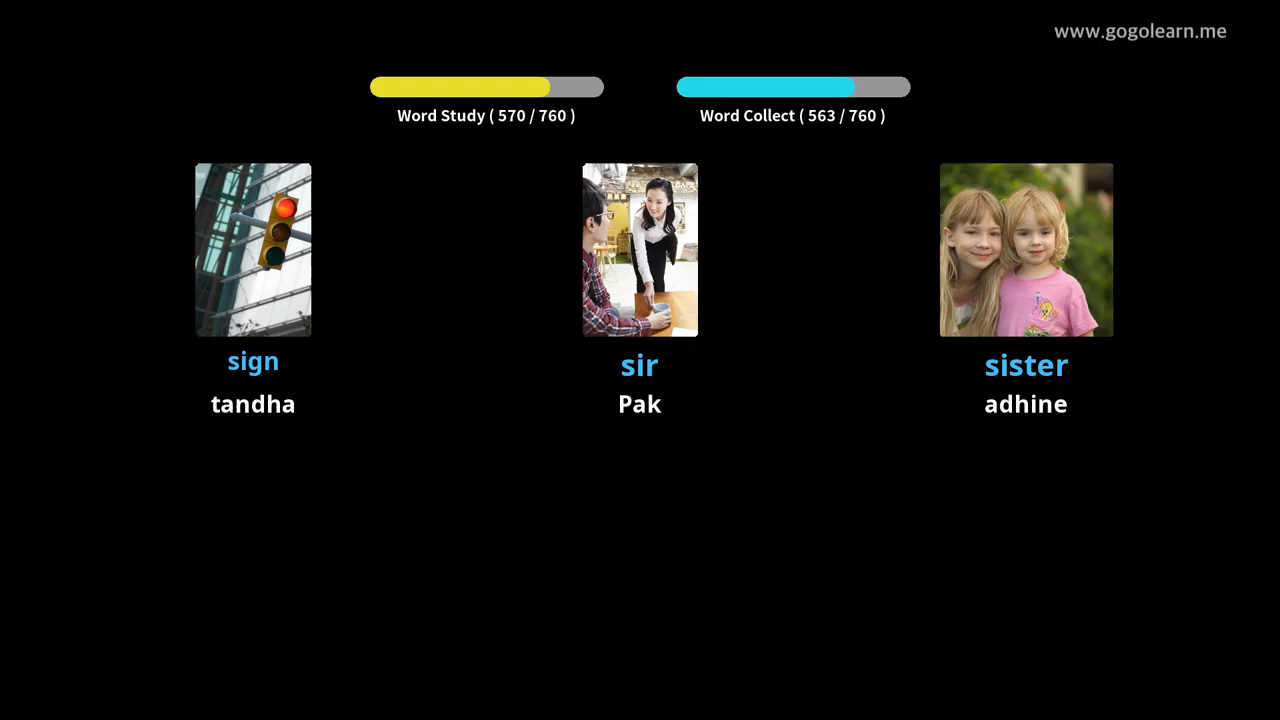 www.gogolearn.me
Word Study ( 570 / 760 )
Word Collect ( 563 / 760 )
sign
tandha
sir
Pak
sister
adhine